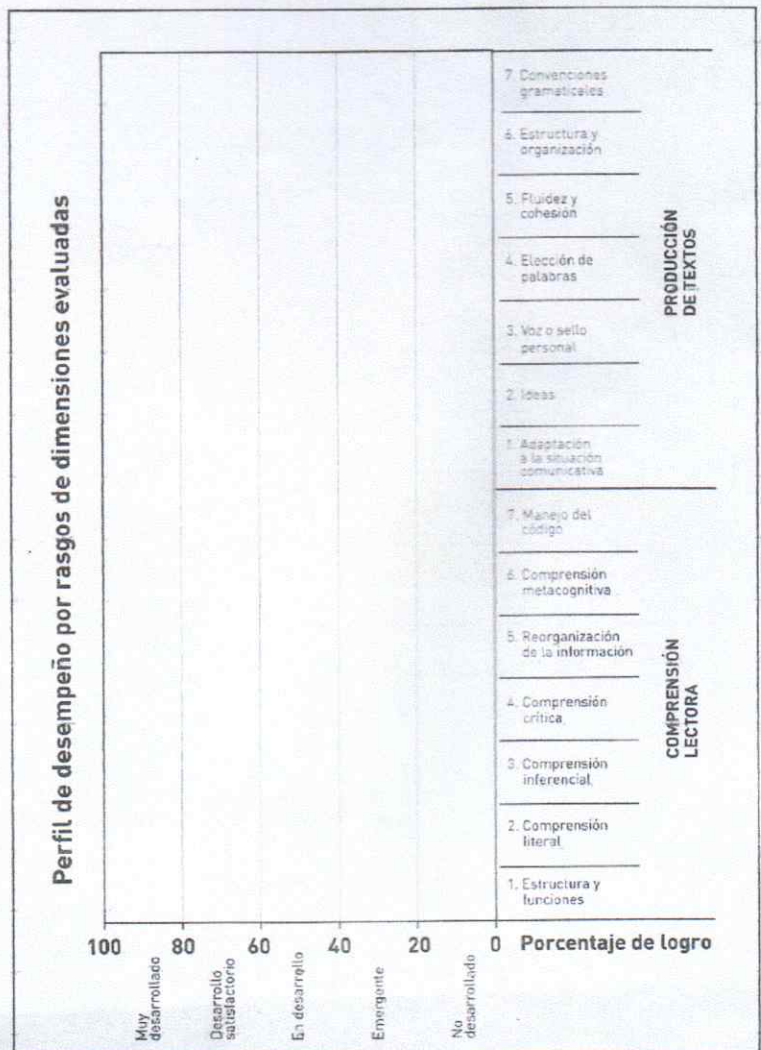 Perfil de desempeño por rasgos de dimensiones evaluadas
7. Convenciones
gramaticales
6. Estructura y
organización
5. Fluidez y
cohesión
4. Elección de
palabras
3. Voz o sello
personal
2. Ideas
1. Adaptación
a la situación
comunicativa
PRODUCCIÓN
DE TEXTOS
7. Manejo del
código
6. Comprensión
metacognitiva
5. Reorganización
de la información
4. Comprensión
crítica
3. Comprensión
inferencial
2. Comprensión
literal
1. Estructura y
funciones
COMPRENSIÓN
LECTORA
100 80 60 40 20 0 Porcentaje de logro
Muy
desarrollado
Desarrollo
satisfactorio
En desarrollo
Emergente
No
desarrollado